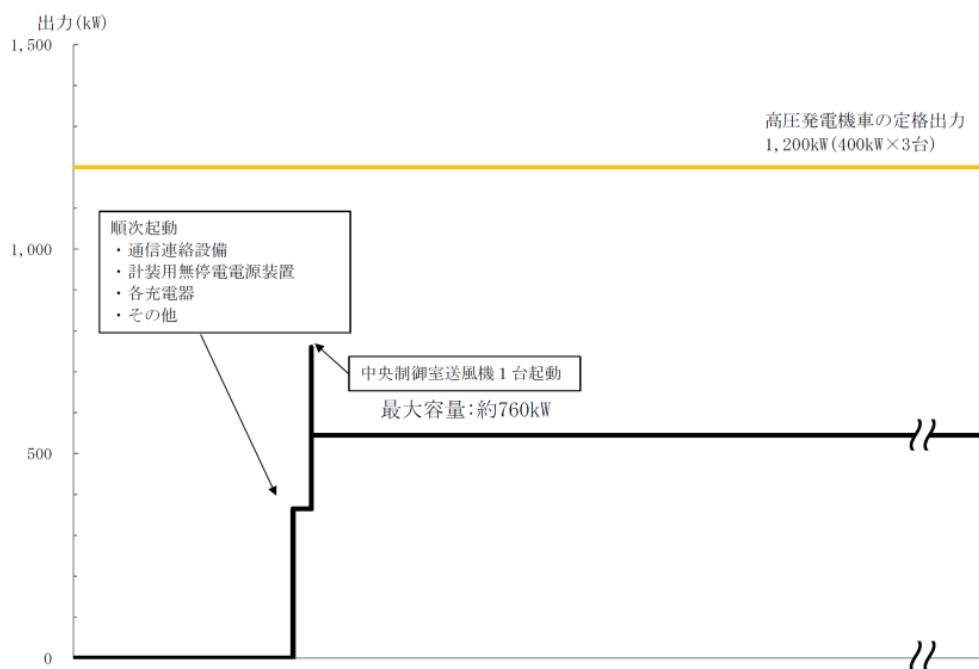 出力(kW)
1,500
高圧発電機車の定格出力
1,200kW(400kW×3台)
順次起動
・通信連絡設備
・計装用無停電電源装置
・各充電器
・その他
1,000
中央制御室送風機１台起動
最大容量:約760kW
500
0